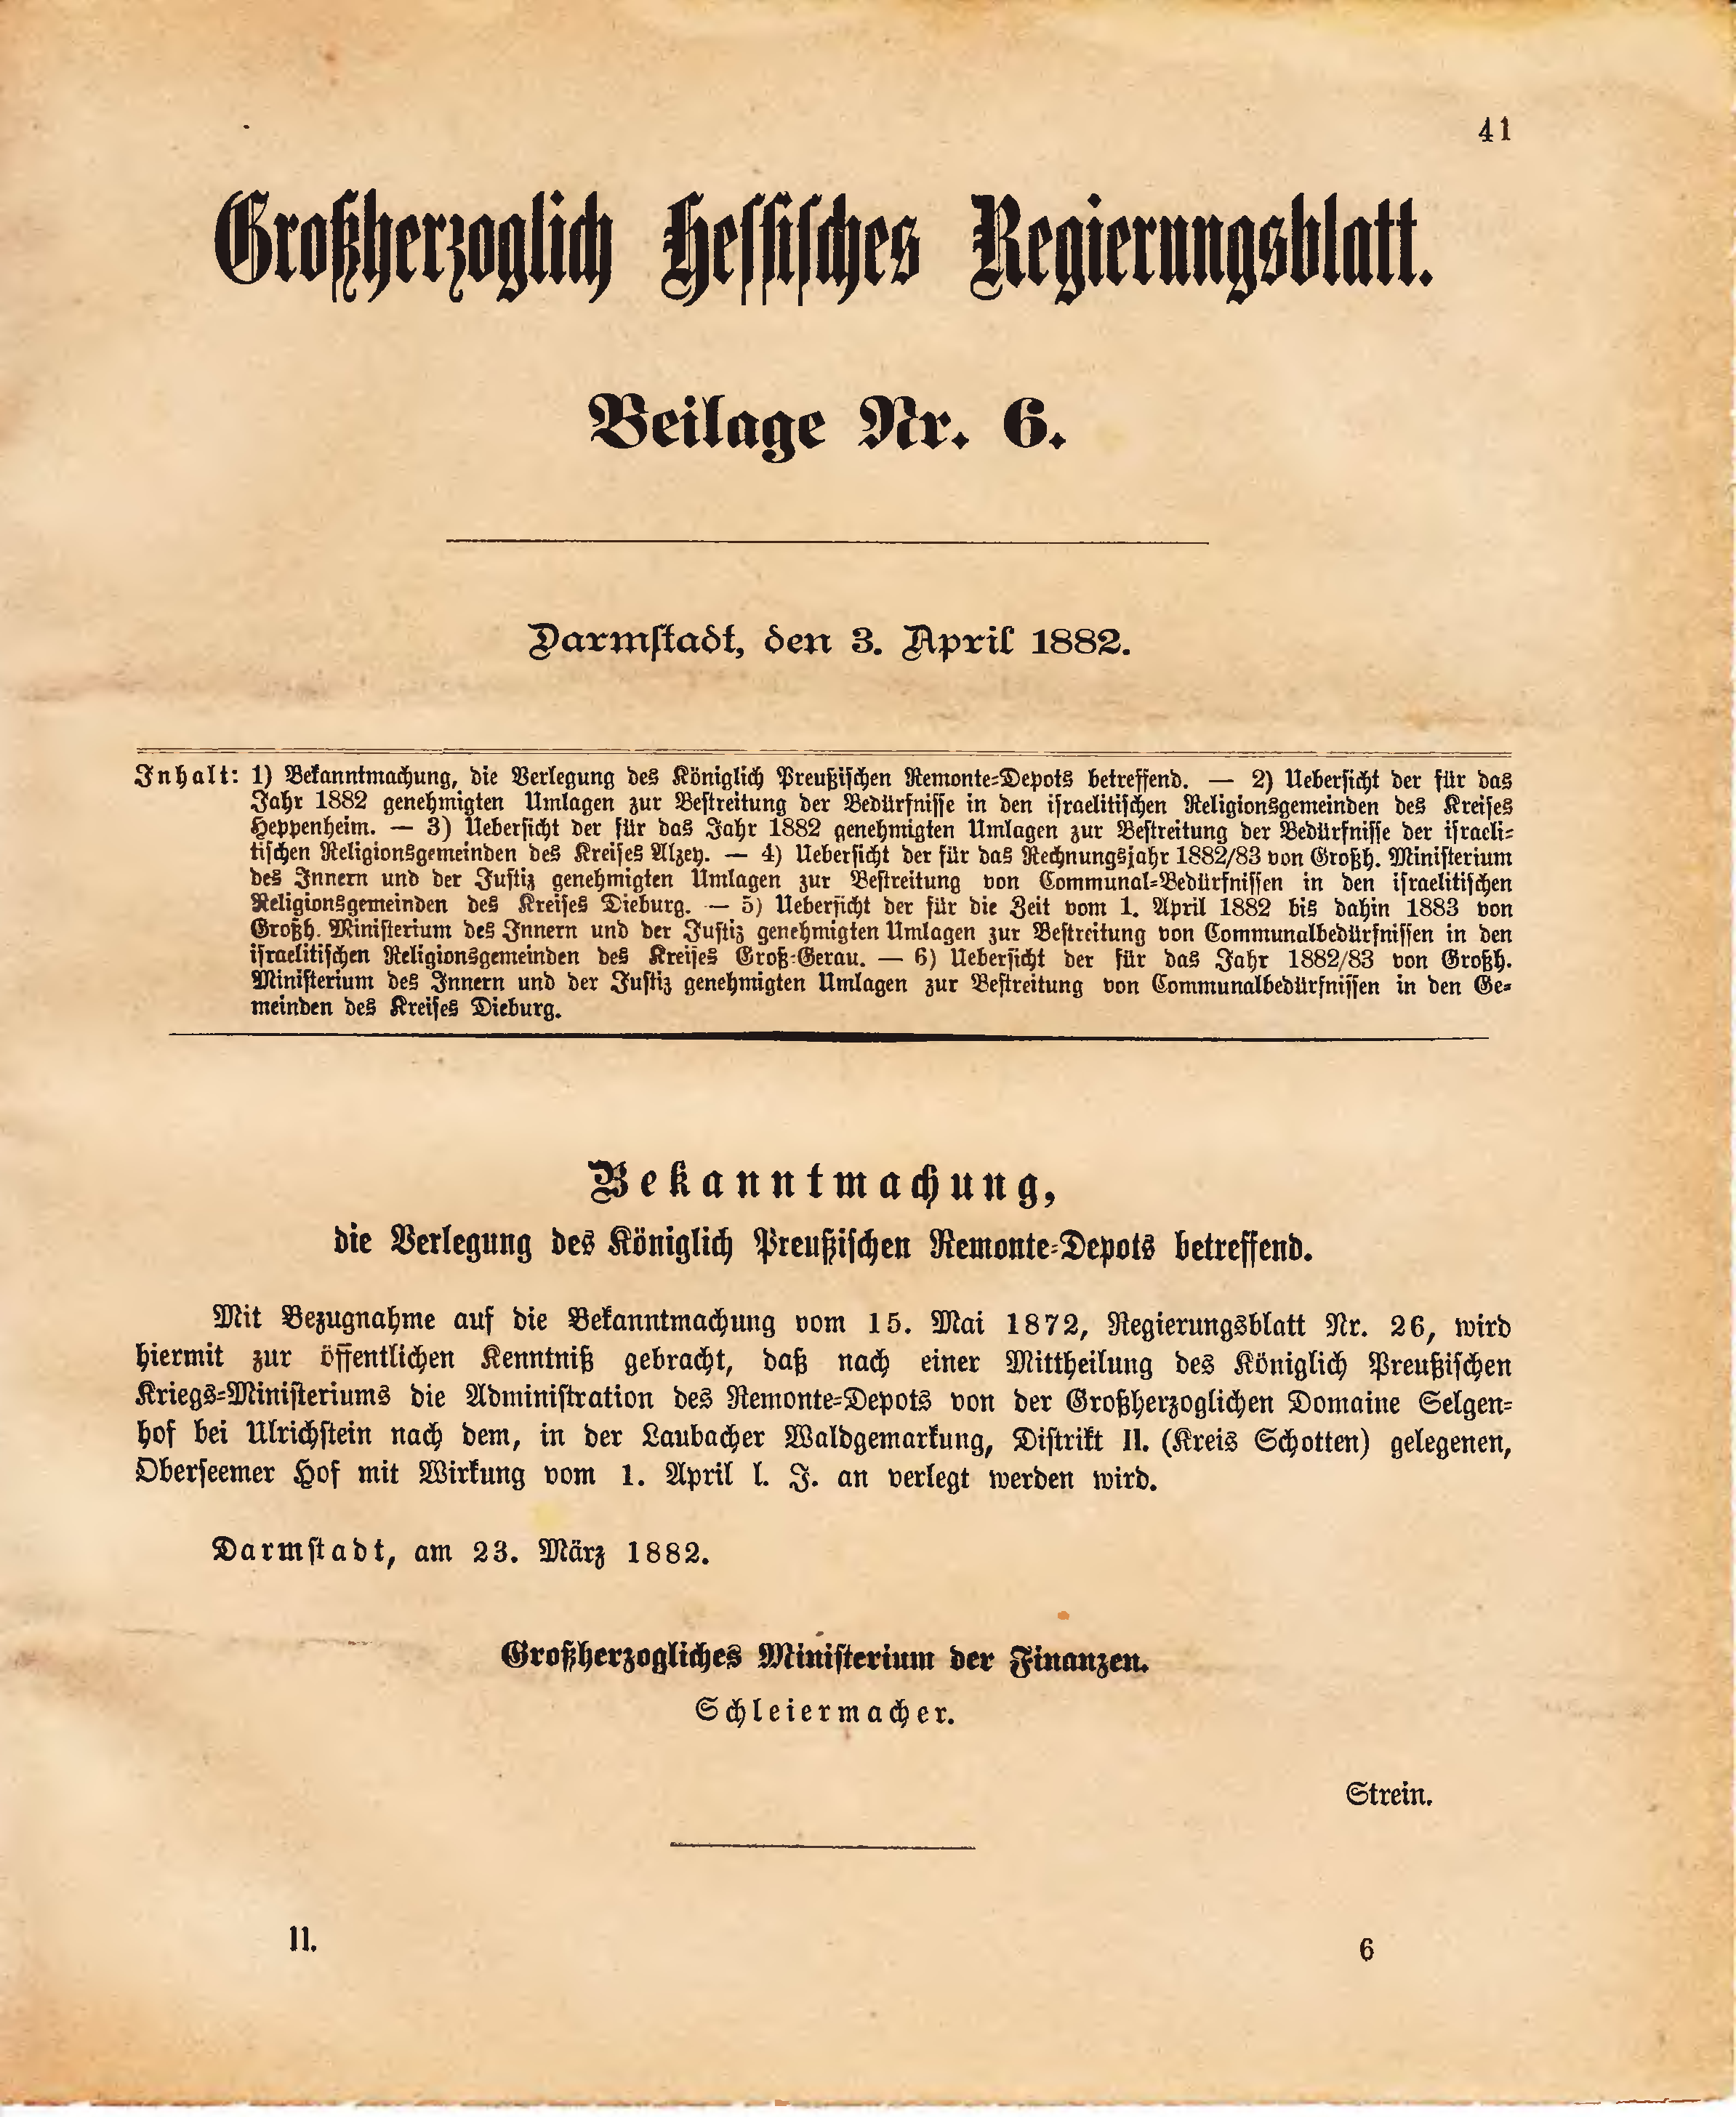 41
Großherzoglich Hessisches Regierungsblatt.
Beilage Nr. 6.
Darmstadt, den 3. April 1882.
Inhalt: 1) Bekanntmachung, die Verlegung des Königlich Preußischen Remonte-Depots betreffend. — 2) Uebersicht der für das
Jahr 1882 genehmigten Umlagen zur Bestreitung der Bedürfnisse in den israelitischen Religionsgemeinden des Kreises
Heppenheim. — 3) Uebersicht der für das Jahr 1882 genehmigten Umlagen zur Bestreitung der Bedürfnisse der israeli-
tischen Religionsgemeinden des Kreises Alzey. — 4) Uebersicht der für das Rechnungsjahr 1882/83 von Großh. Ministerium
des Innern und der Justiz genehmigten Umlagen zur Bestreitung von Communal-Bedürfnissen in den israelitischen
Religionsgemeinden des Kreises Dieburg. — 5) Uebersicht der für die Zeit vom 1. April 1882 bis dahin 1883 von
Großh. Ministerium des Innern und der Justiz genehmigten Umlagen zur Bestreitung von Communalbedürfnissen in den
israelitischen Religionsgemeinden des Kreises Groß-Gerau. — 6) Uebersicht der für das Jahr 1882/83 von Großh.
Ministerium des Innern und der Justiz genehmigten Umlagen zur Bestreitung von Communalbedürfnissen in den Ge-
meinden des Kreises Dieburg.
Bekanntmachung,
die Verlegung des Königlich Preußischen Remonte-Depots betreffend.
Mit Bezugnahme auf die Bekanntmachung vom 15. Mai 1872, Regierungsblatt Nr. 26, wird
hiermit zur öffentlichen Kenntniß gebracht, daß nach einer Mittheilung des Königlich Preußischen
Kriegs-Ministeriums die Administration des Remonte-Depots von der Großherzoglichen Domaine Selgen-
hof bei Ulrichstein nach dem, in der Laubacher Waldgemarkung, Distrikt II. (Kreis Schotten) gelegenen,
Oberseemer Hof mit Wirkung vom 1. April l. J. an verlegt werden wird.
Darmstadt, am 23. März 1882.
Großherzogliches Ministerium der Finanzen.
Schleiermacher.
Strein.
II. 6